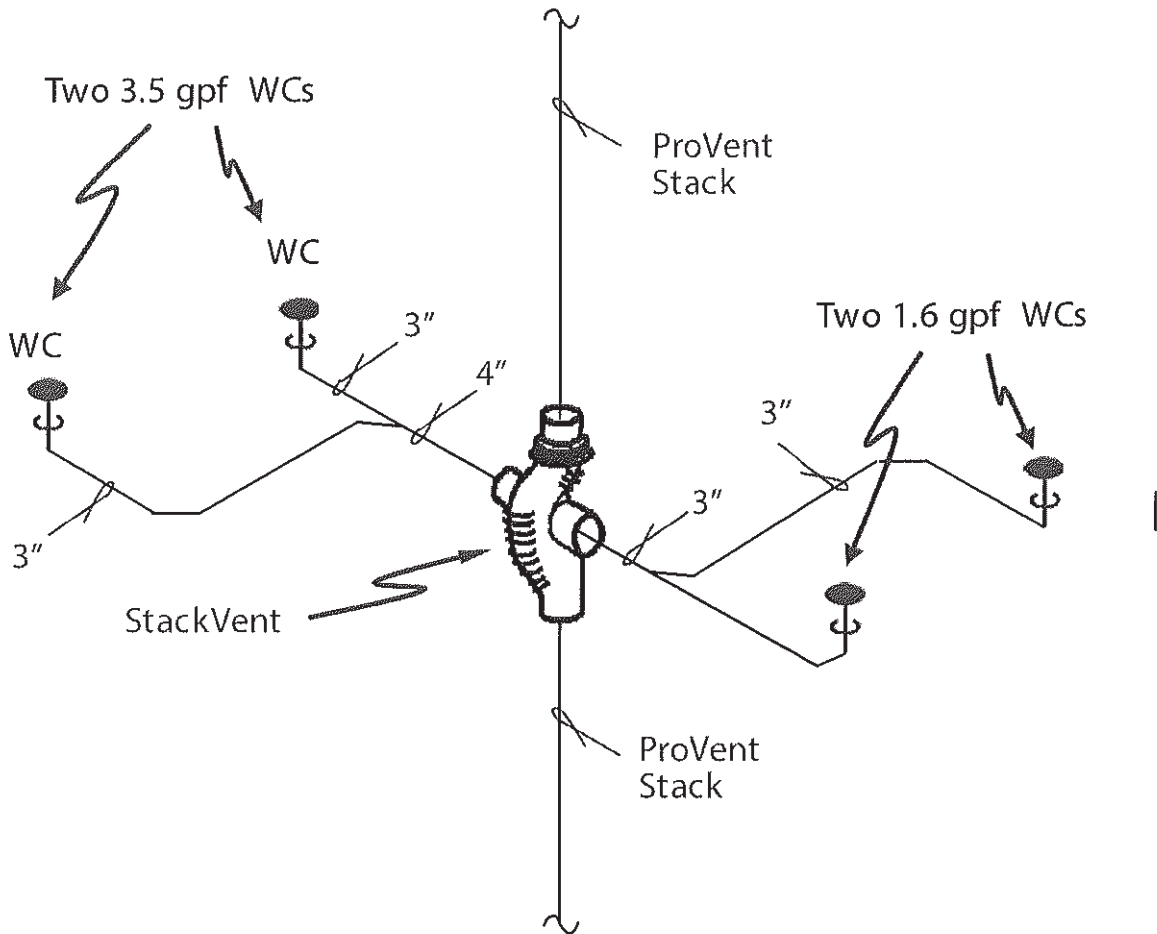 Two 3.5 gpf WCs
ProVent
Stack
WC
WC
3″
4″
3″
Two 1.6 gpf WCs
3″
3″
StackVent
ProVent
Stack